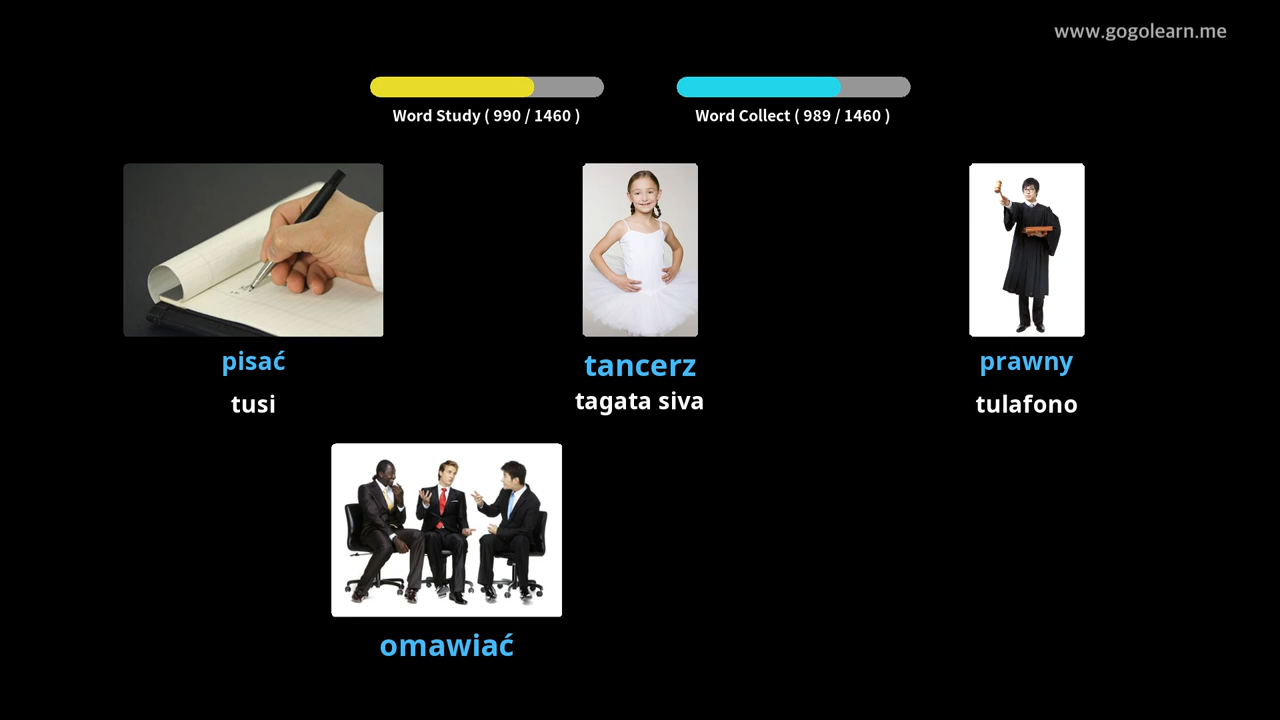 www.gogolearn.me
Word Study ( 990 / 1460 )
Word Collect ( 989 / 1460 )
pisać
tusi
tancerz
tagata siva
prawny
tulafono
omawiać